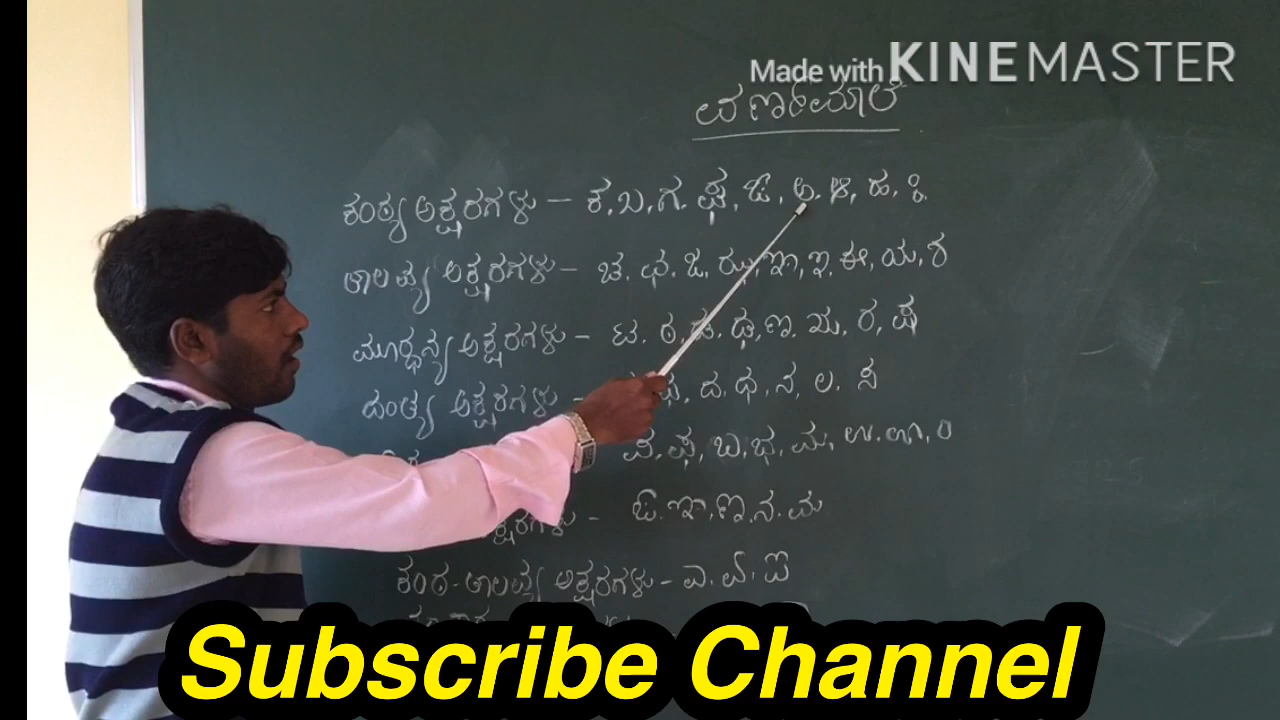 Made with KINEMASTER
ವರ್ಣಮಾಲೆ
ಕಂಠ್ಯ ಅಕ್ಷರಗಳು – ಕ, ಖ, ಗ. ಘ, ಙ, ಅ. ಆ, ಹ,
ತಾಲವ್ಯ ಅಕ್ಷರಗಳು – ಚ. ಛ. ಜ. ಝ, ಞ, ಇ. ಈ, ಯ, ಶ
ಮೂರ್ಧನ್ಯ ಅಕ್ಷರಗಳು – ಟ. ಠ, ಡ. ಢ, ಣ. ಋ, ರ, ಷ
ದಂತ್ಯ ಅಕ್ಷರಗಳು – ದ. ಧ, ನ, ಲ. ಸ
ಪ. ಫ, ಬ, ಭ, ಮ, ಉ. ಊ,
ಕ್ಷರಗಳು – ಙ. ಞ, ಣ, ನ. ಮ
ಕಂಠ-ತಾಲವ್ಯ ಅಕ್ಷರಗಳು – ಎ. ಏ. ಐ
Subscribe Channel